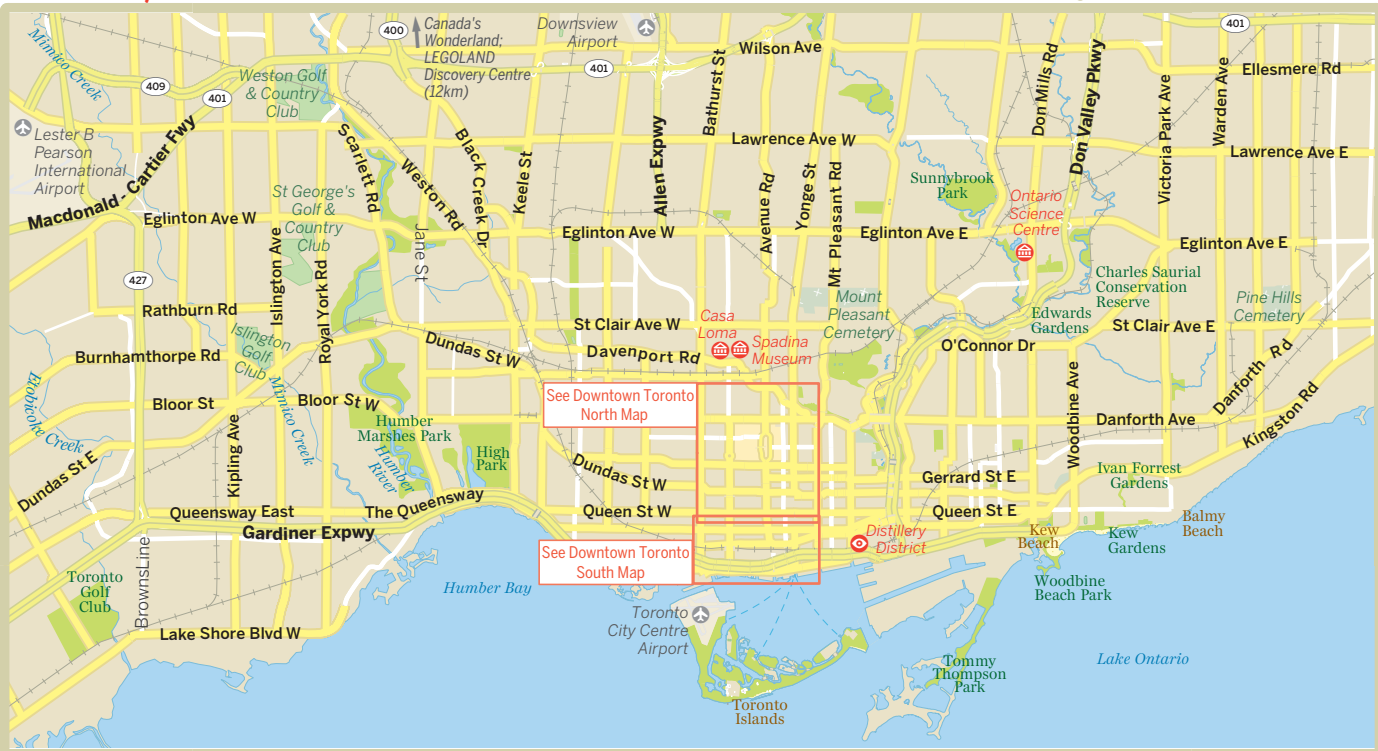 Canada's
Wonderland;
LEGOLAND
Discovery Centre
(12km)
400
Downsview
Airport
Wilson Ave
401
Mimico Creek
409
401
Weston Golf
& Country
Club
401
Ellesmere Rd
Lester B
Pearson
International
Airport
Macdonald-Cartier Fwy
Scarlett Rd
Weston Rd
Black Creek Dr
Keele St
Allen Expwy
Bathurst St
Lawrence Ave W
Don Mills Rd
Don Valley Pkwy
Victoria Park Ave
Warden Ave
Lawrence Ave E
Sunnybrook
Park
Ontario
Science
Centre
St George's
Golf &
Country
Club
Eglinton Ave W
Islington Ave
Royal York Rd
Jane St
Eglinton Ave W
Avenue Rd
Yonge St
Mt Pleasant Rd
Eglinton Ave E
Eglinton Ave E
427
Charles Saurial
Conservation
Reserve
Rathburn Rd
Islington
Golf
Club
Mount
Pleasant
Cemetery
Edwards
Gardens
Pine Hills
Cemetery
St Clair Ave W
Casa
Loma
Spadina
Museum
St Clair Ave E
Burnhamthorpe Rd
Dundas St W
Davenport Rd
O'Connor Dr
Etobicoke Creek
Bloor St
Mimico Creek
Bloor St W
See Downtown Toronto
North Map
Woodbine Ave
Danforth Rd
Danforth Ave
Kingston Rd
Humber
Marshes Park
Humber
River
High
Park
Kipling Ave
Dundas St E
Dundas St W
Gerrard St E
Ivan Forrest
Gardens
Queensway East
The Queensway
Queen St W
Queen St E
Gardiner Expwy
Distillery
District
Kew
Beach
Kew
Gardens
Balmy
Beach
See Downtown Toronto
South Map
BrownsLine
Toronto
Golf
Club
Humber Bay
Woodbine
Beach Park
Toronto
City Centre
Airport
Lake Shore Blvd W
Lake Ontario
Tommy
Thompson
Park
Toronto
Islands